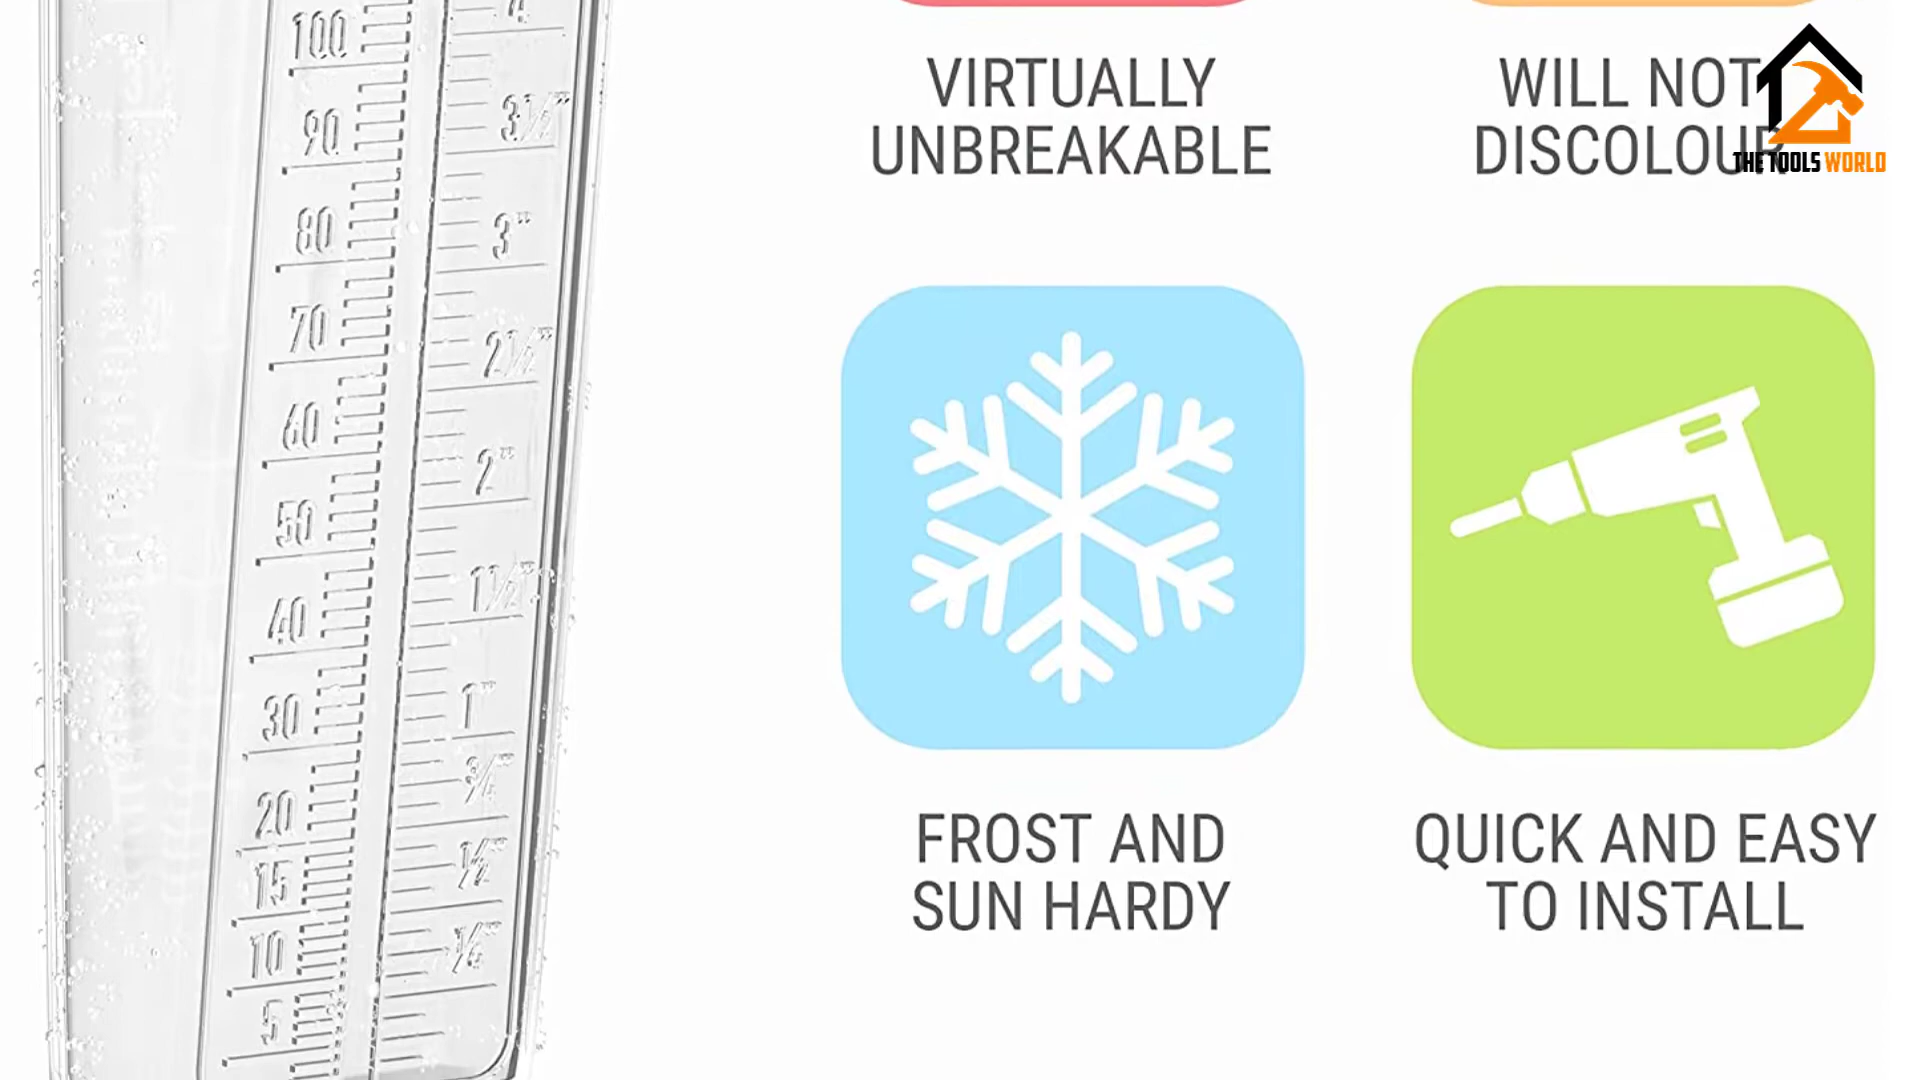 100
90
80
70
60
50
40
30
20
15
10
5
3½"
3"
2½"
2"
1½"
1"
¾"
½"
¼"
VIRTUALLY
UNBREAKABLE
WILL NOT
DISCOLOUR
THE TOOLS WORLD
FROST AND
SUN HARDY
QUICK AND EASY
TO INSTALL